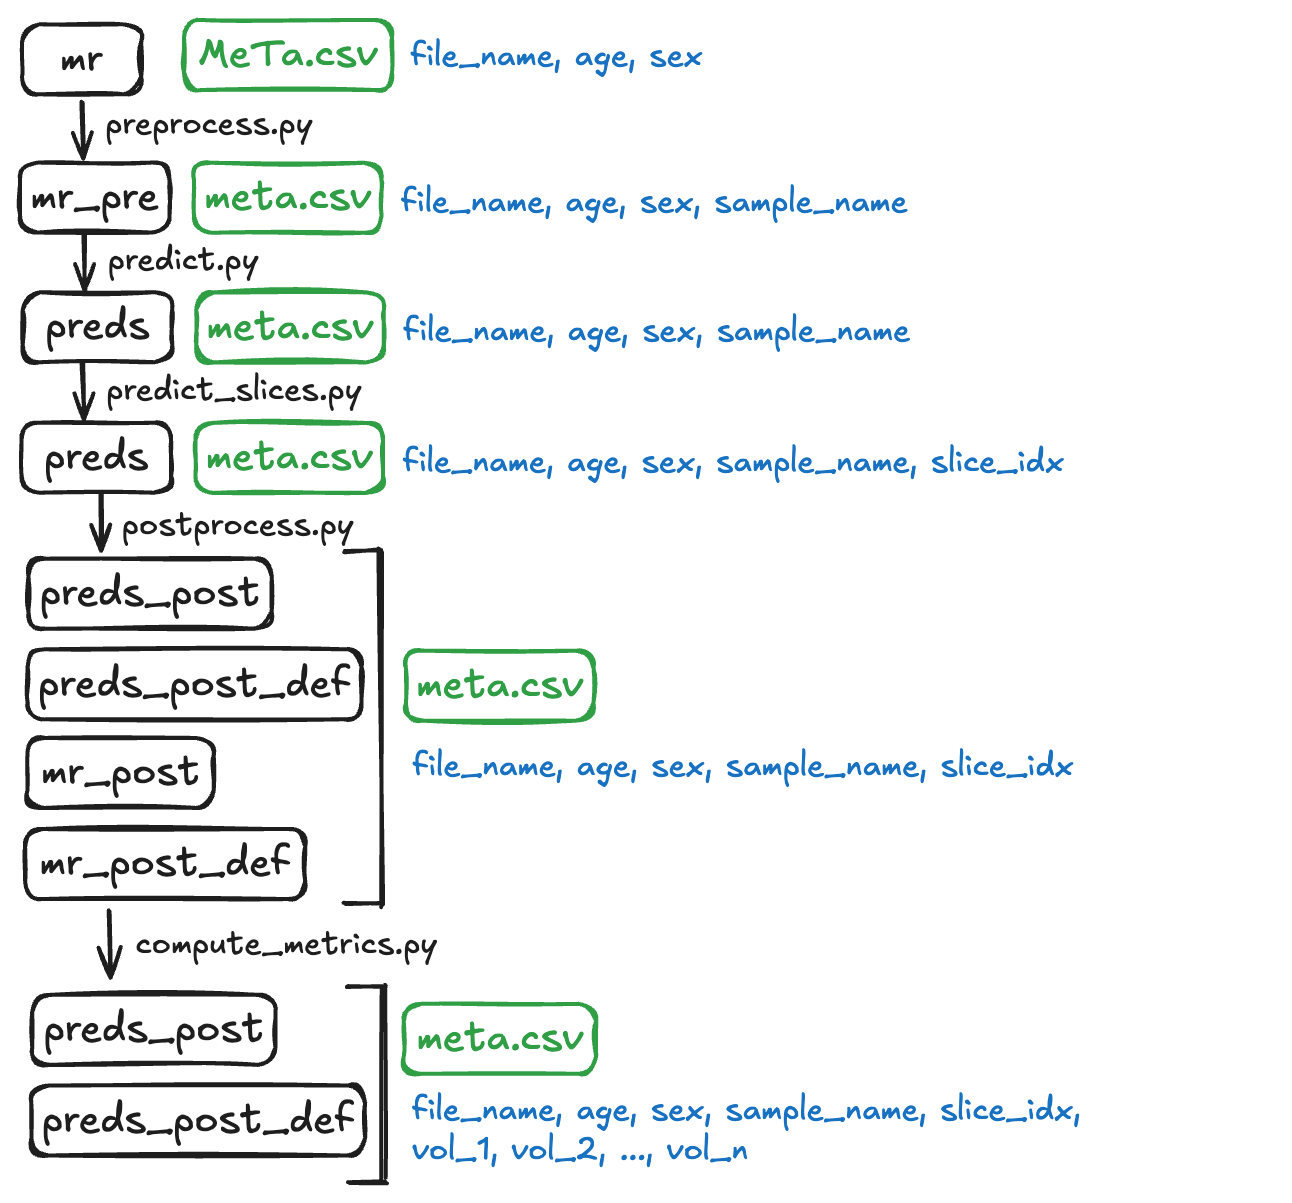 mr
MeTa.csv
file_name, age, sex
preprocess.py
mr_pre
meta.csv
file_name, age, sex, sample_name
predict.py
preds
meta.csv
file_name, age, sex, sample_name
predict_slices.py
preds
meta.csv
file_name, age, sex, sample_name, slice_idx
postprocess.py
preds_post
preds_post_def
meta.csv
mr_post
file_name, age, sex, sample_name, slice_idx
mr_post_def
compute_metrics.py
preds_post
meta.csv
preds_post_def
file_name, age, sex, sample_name, slice_idx,
vol_1, vol_2, ..., vol_n